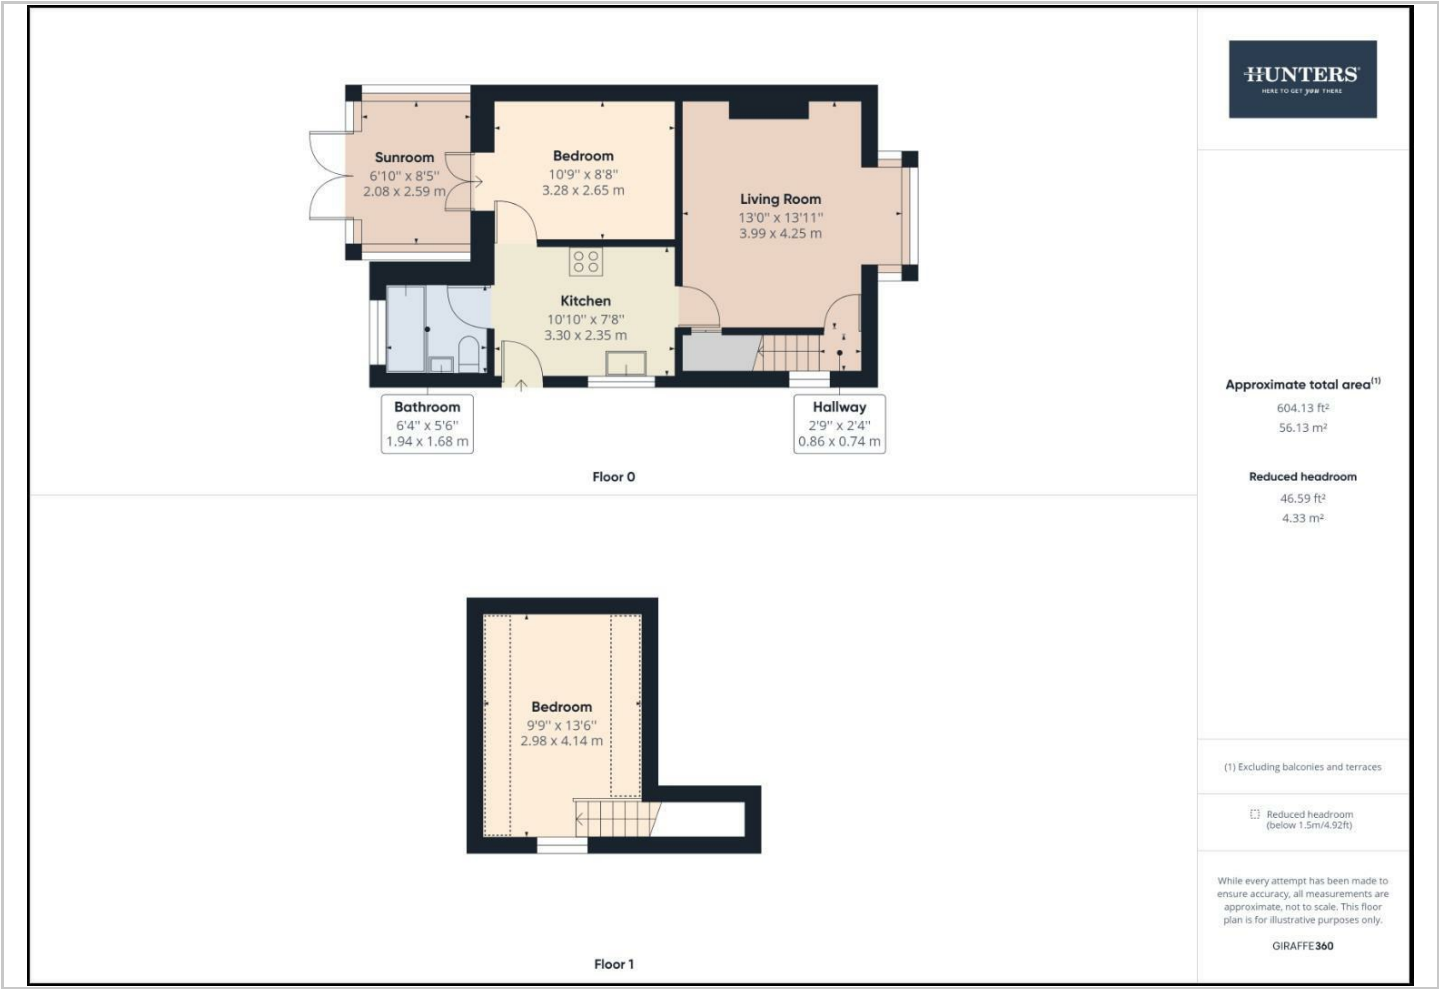 Sunroom
6'10" x 8'5"
2.08 x 2.59 m
Bedroom
10'9" x 8'8"
3.28 x 2.65 m
Living Room
13'0" x 13'11"
3.99 x 4.25 m
Kitchen
10'10" x 7'8"
3.30 x 2.35 m
Bathroom
6'4" x 5'6"
1.94 x 1.68 m
Hallway
2'9" x 2'4"
0.86 x 0.74 m
Floor 0
Bedroom
9'9" x 13'6"
2.98 x 4.14 m
Floor 1
HUNTERS®
HERE TO GET you THERE
Approximate total area(1)
604.13 ft²
56.13 m²
Reduced headroom
46.59 ft²
4.33 m²
(1) Excluding balconies and terraces
Reduced headroom
(below 1.5m/4.92ft)
While every attempt has been made to
ensure accuracy, all measurements are
approximate, not to scale. This floor
plan is for illustrative purposes only.
GIRAFFE360